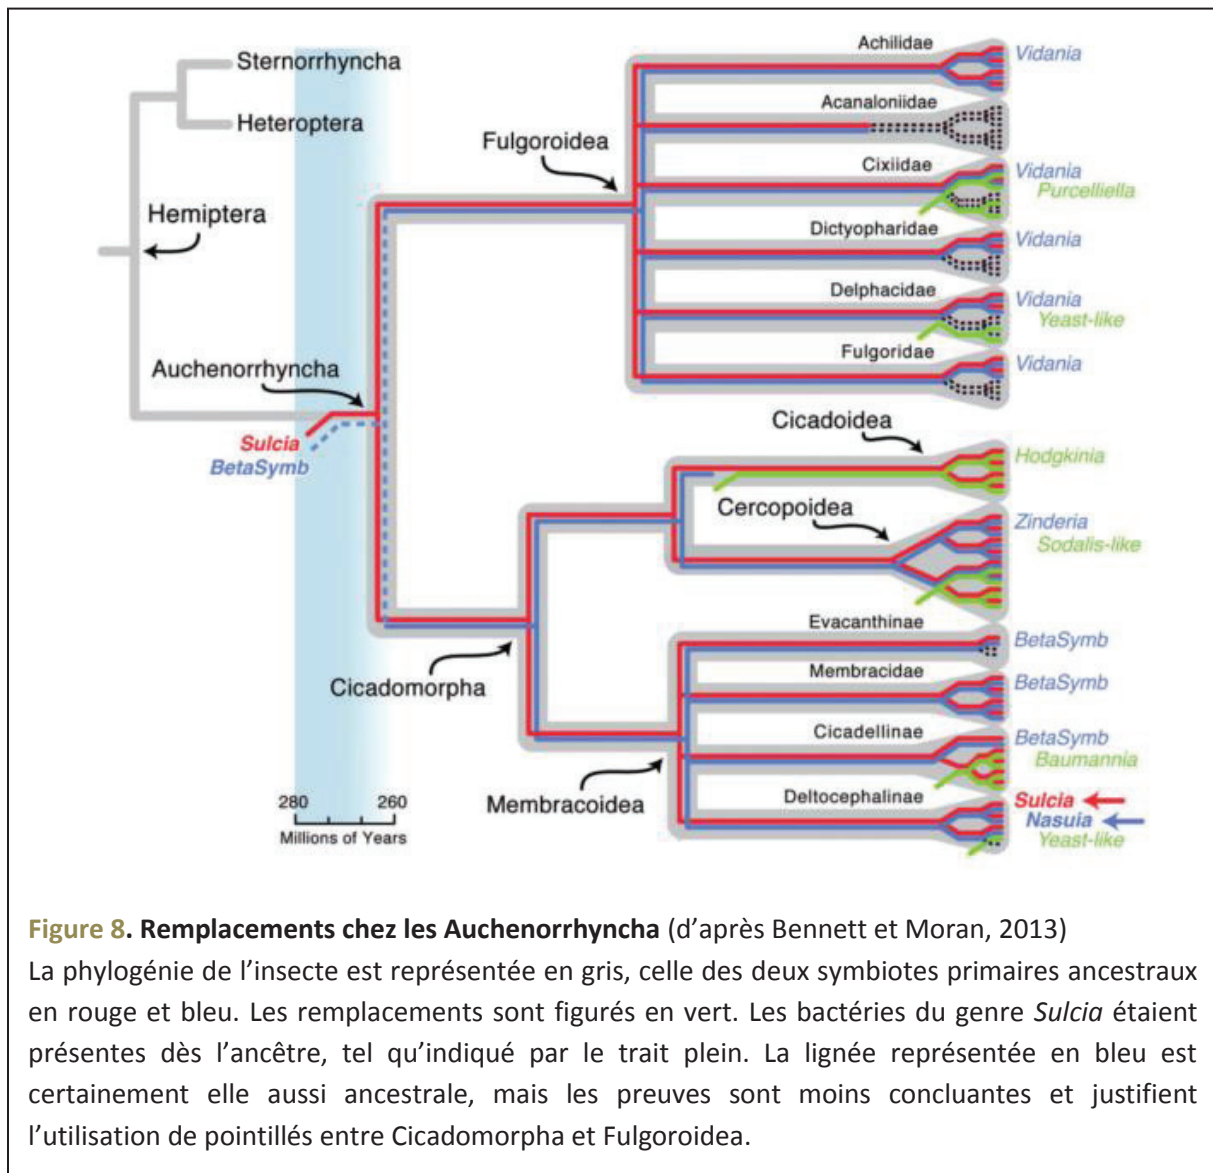 Sternorrhyncha
Heteroptera
Hemiptera
Auchenorrhyncha
Sulcia
BetaSymb
Fulgoroidea
Achilidae
Vidania
Acanaloniidae
Cixiidae
Vidania
Purcelliella
Dictyopharidae
Vidania
Delphacidae
Vidania
Yeast-like
Fulgoridae
Vidania
Cicadoidea
Hodgkinia
Cercopoidea
Zinderia
Sodalis-like
Cicadomorpha
Evacanthinae
BetaSymb
Membracidae
BetaSymb
Cicadellinae
BetaSymb
Baumannia
Membracoidea
Deltocephalinae
Sulcia
Nasuia
Yeast-like
280 260
Millions of Years
Figure 8. Remplacements chez les Auchenorrhyncha (d’après Bennett et Moran, 2013)
La phylogénie de l’insecte est représentée en gris, celle des deux symbiotes primaires ancestraux
en rouge et bleu. Les remplacements sont figurés en vert. Les bactéries du genre Sulcia étaient
présentes dès l’ancêtre, tel qu’indiqué par le trait plein. La lignée représentée en bleu est
certainement elle aussi ancestrale, mais les preuves sont moins concluantes et justifient
l’utilisation de pointillés entre Cicadomorpha et Fulgoroidea.